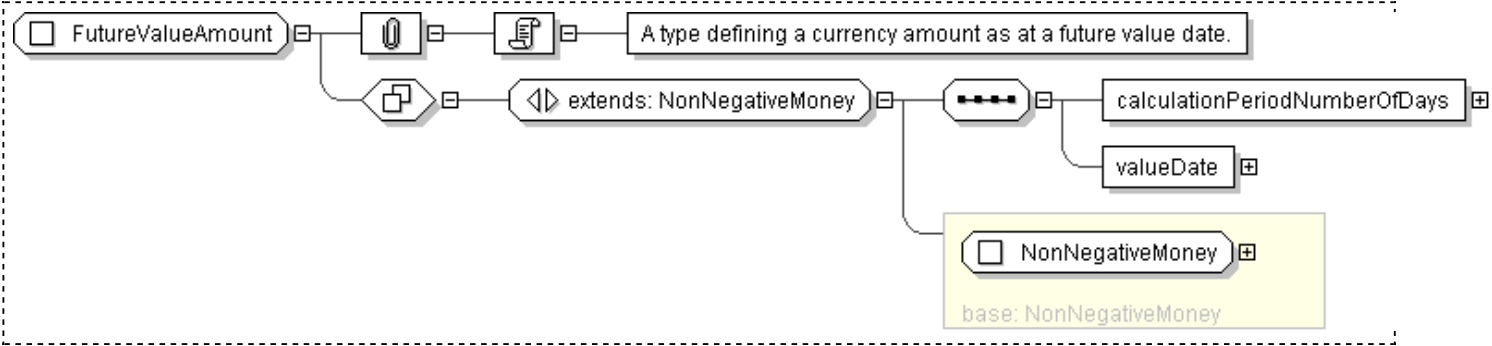 FutureValueAmount
A type defining a currency amount as at a future value date.
extends: NonNegativeMoney
calculationPeriodNumberOfDays
valueDate
NonNegativeMoney
base: NonNegativeMoney